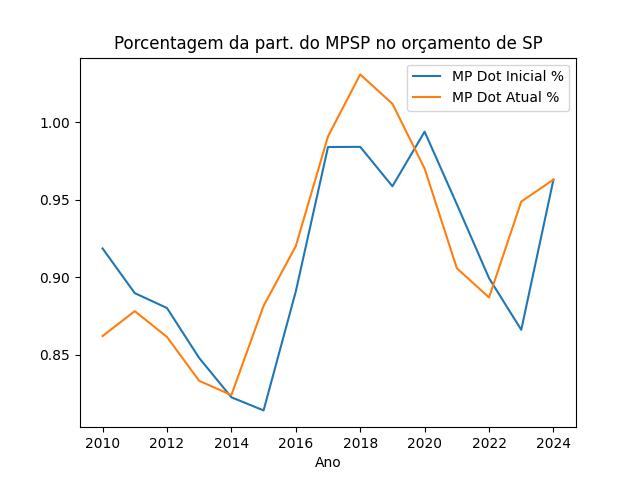 Porcentagem da part. do MPSP no orçamento de SP
MP Dot Inicial %
MP Dot Atual %
1.00
0.95
0.90
0.85
2010 2012 2014 2016 2018 2020 2022 2024
Ano